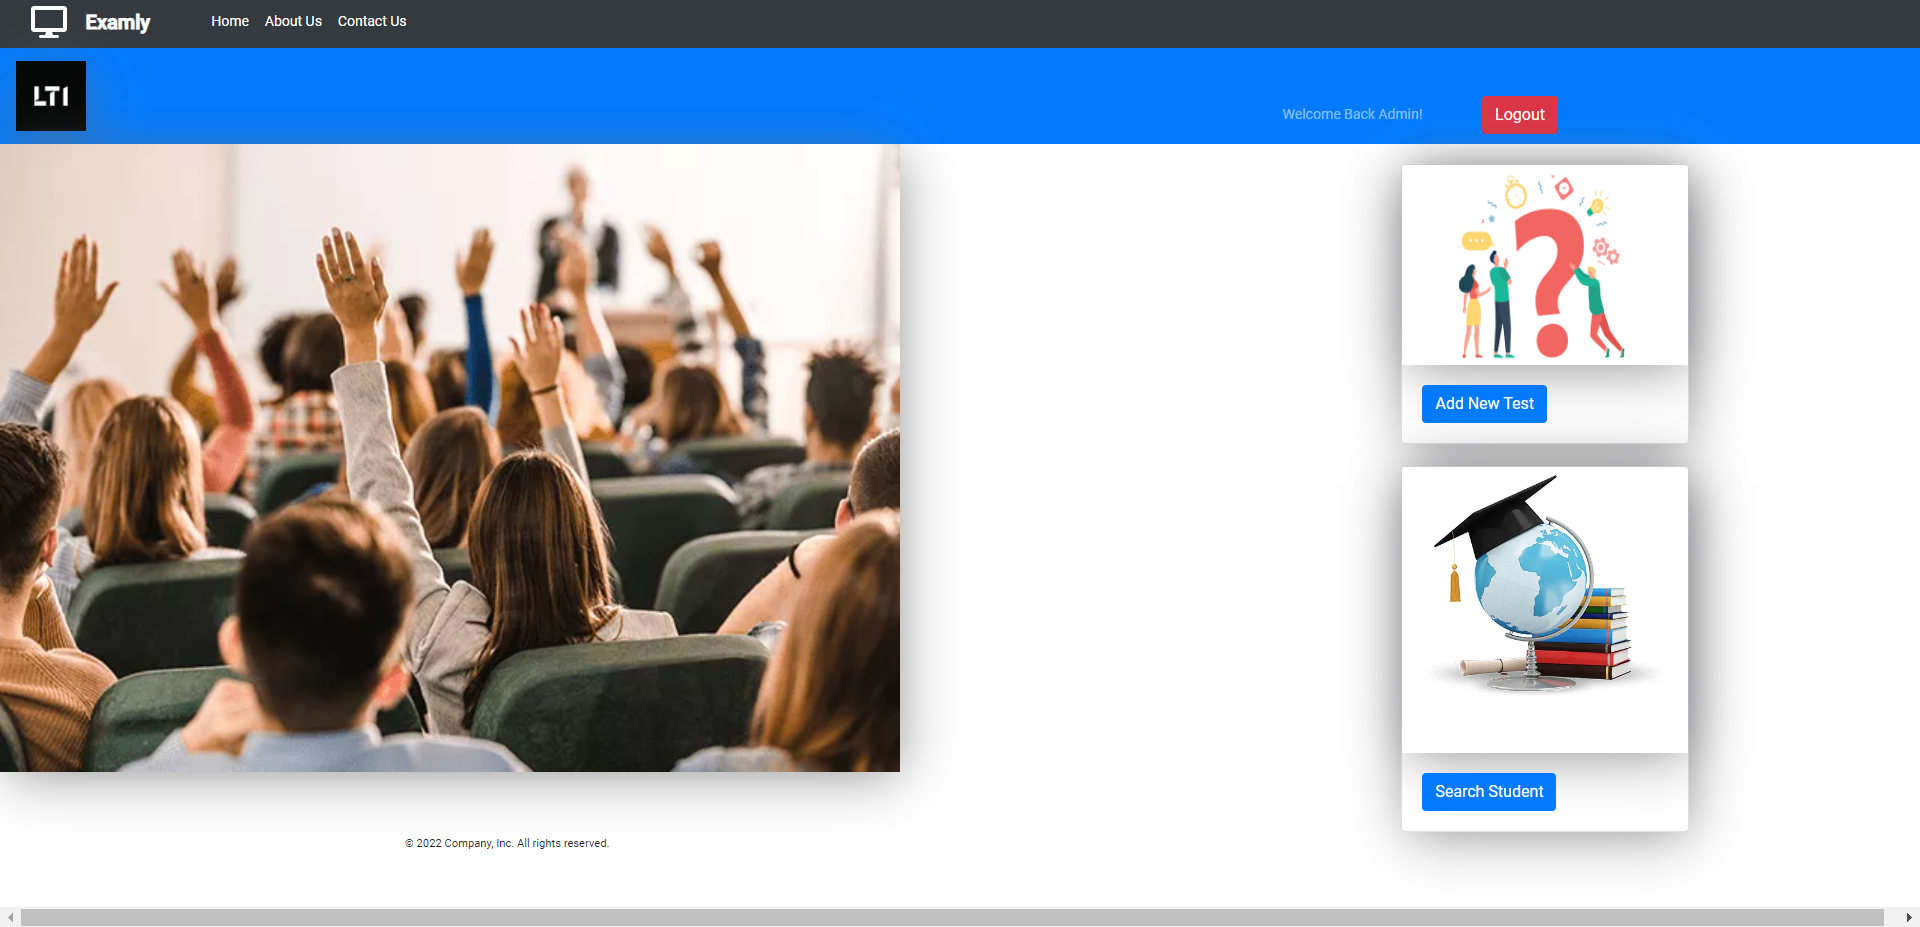 Examly
Home About Us Contact Us
LTI
Welcome Back Admin!
Logout
Add New Test
Search Student
© 2022 Company, Inc. All rights reserved.